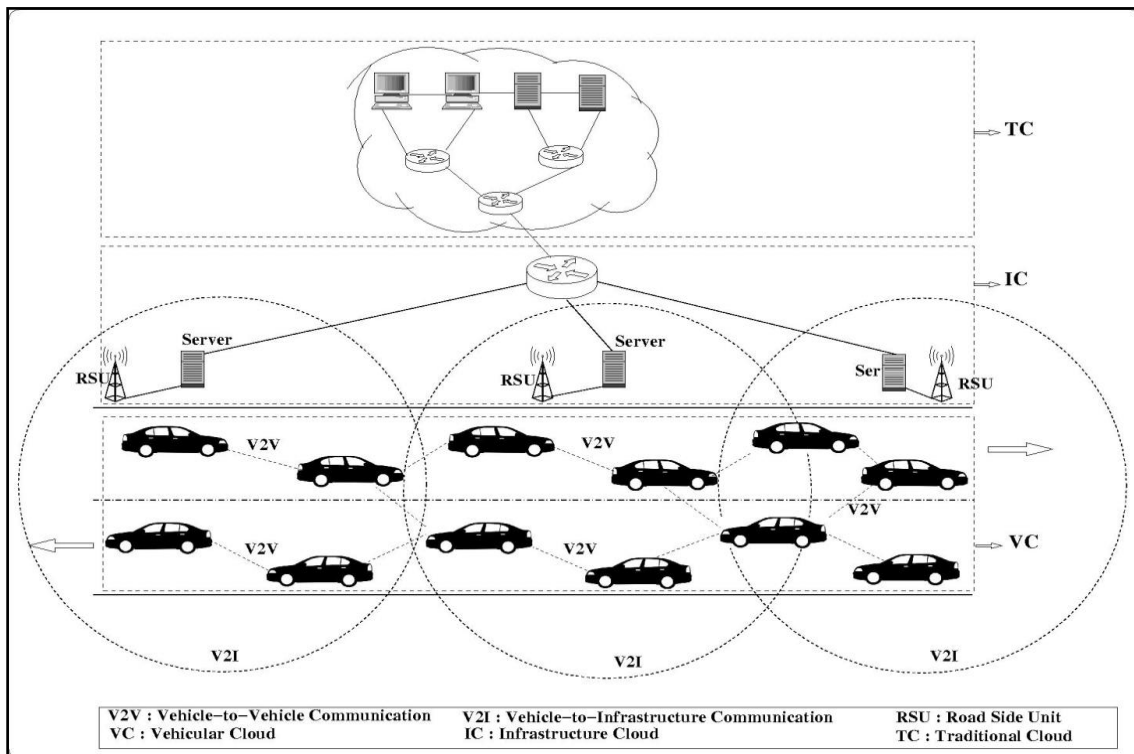 TC
IC
Server
Server
Ser
RSU
RSU
RSU
V2V
V2V
V2V
V2V
V2V
VC
V2I
V2I
V2I
V2V : Vehicle-to-Vehicle Communication
V2I : Vehicle-to-Infrastructure Communication
RSU : Road Side Unit
VC : Vehicular Cloud
IC : Infrastructure Cloud
TC : Traditional Cloud